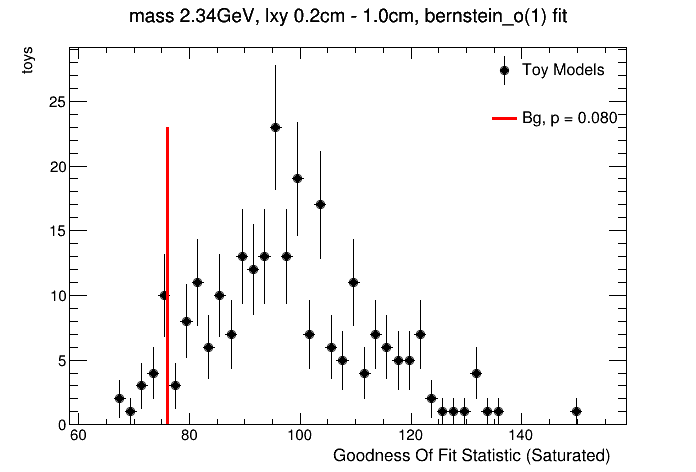 mass 2.34GeV, lxy 0.2cm - 1.0cm, bernstein_o(1) fit
toys
Toy Models
Bg, p = 0.080
25
20
15
10
5
0
60 80 100 120 140
Goodness Of Fit Statistic (Saturated)